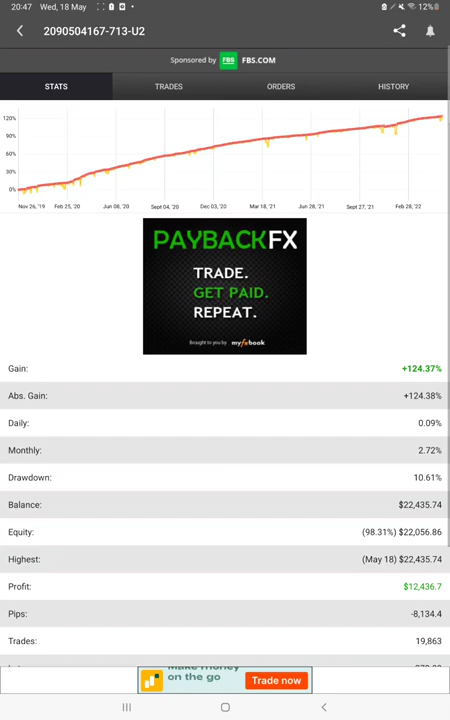 20:47 Wed, 18 May 12%
2090504167-713-U2
Sponsored by FBS FBS.COM
STATS TRADES ORDERS HISTORY
120%
90%
60%
30%
0%
Nov 26, '19 Feb 25, '20 Jun 08, '20 Sept 04, '20 Dec 03, '20 Mar 18, '21 Jun 28, '21 Sept 27, '21 Feb 28, '22
PAYBACKFX
TRADE.
GET PAID.
REPEAT.
Brought to you by myfxbook
Gain: +124.37%
Abs. Gain: +124.38%
Daily: 0.09%
Monthly: 2.72%
Drawdown: 10.61%
Balance: $22,435.74
Equity: (98.31%) $22,056.86
Highest: (May 18) $22,435.74
Profit: $12,436.7
Pips: -8,134.4
Trades: 19,863
Make money
on the go
Trade now